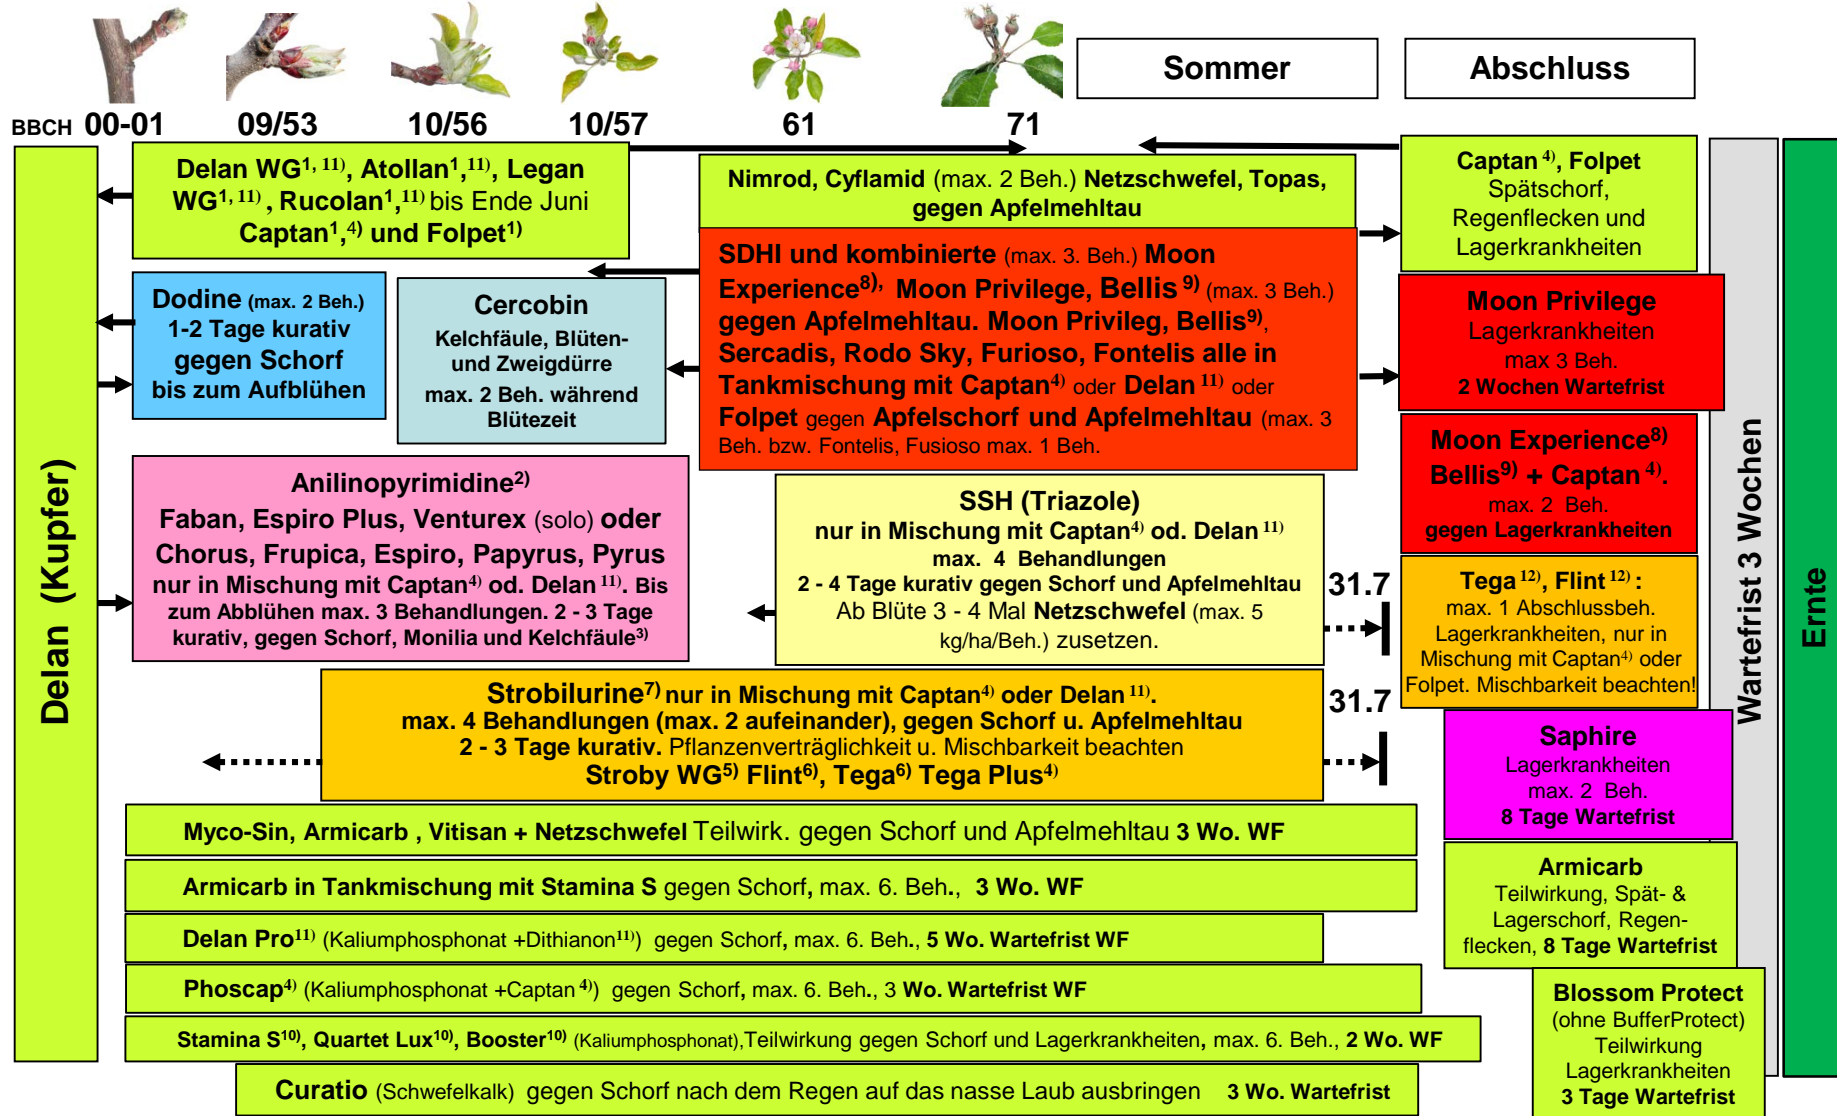 Sommer
Abschluss
BBCH 00-01 09/53 10/56 10/57 61 71
Delan (Kupfer)
Delan WG1, 11), Atollan1,11), Legan
WG1, 11) , Rucolan1,11) bis Ende Juni
Captan1,4) und Folpet1)
Nimrod, Cyflamid (max. 2 Beh.) Netzschwefel, Topas,
gegen Apfelmehltau
Captan 4), Folpet
Spätschorf,
Regenflecken und
Lagerkrankheiten
Dodine (max. 2 Beh.)
1-2 Tage kurativ
gegen Schorf
bis zum Aufblühen
Cercobin
Kelchfäule, Blüten-
und Zweigdürre
max. 2 Beh. während
Blütezeit
SDHI und kombinierte (max. 3. Beh.) Moon
Experience8), Moon Privilege, Bellis 9) (max. 3 Beh.)
gegen Apfelmehltau. Moon Privileg, Bellis9),
Sercadis, Rodo Sky, Furioso, Fontelis alle in
Tankmischung mit Captan4) oder Delan 11) oder
Folpet gegen Apfelschorf und Apfelmehltau (max. 3
Beh. bzw. Fontelis, Fusioso max. 1 Beh.
Moon Privilege
Lagerkrankheiten
max 3 Beh.
2 Wochen Wartefrist
Moon Experience8)
Bellis9) + Captan 4).
max. 2 Beh.
gegen Lagerkrankheiten
Anilinopyrimidine2)
Faban, Espiro Plus, Venturex (solo) oder
Chorus, Frupica, Espiro, Papyrus, Pyrus
nur in Mischung mit Captan4) od. Delan 11). Bis
zum Abblühen max. 3 Behandlungen. 2 - 3 Tage
kurativ, gegen Schorf, Monilia und Kelchfäule3)
SSH (Triazole)
nur in Mischung mit Captan4) od. Delan 11)
max. 4 Behandlungen
2 - 4 Tage kurativ gegen Schorf und Apfelmehltau
Ab Blüte 3 - 4 Mal Netzschwefel (max. 5
kg/ha/Beh.) zusetzen.
31.7
Tega 12), Flint 12) :
max. 1 Abschlussbeh.
Lagerkrankheiten, nur in
Mischung mit Captan4) oder
Folpet. Mischbarkeit beachten!
Strobilurine7) nur in Mischung mit Captan4) oder Delan 11).
max. 4 Behandlungen (max. 2 aufeinander), gegen Schorf u. Apfelmehltau
2 - 3 Tage kurativ. Pflanzenverträglichkeit u. Mischbarkeit beachten
Stroby WG5) Flint6), Tega6) Tega Plus4)
31.7
Saphire
Lagerkrankheiten
max. 2 Beh.
8 Tage Wartefrist
Myco-Sin, Armicarb , Vitisan + Netzschwefel Teilwirk. gegen Schorf und Apfelmehltau 3 Wo. WF
Armicarb in Tankmischung mit Stamina S gegen Schorf, max. 6. Beh., 3 Wo. WF
Delan Pro11) (Kaliumphosphonat +Dithianon11)) gegen Schorf, max. 6. Beh., 5 Wo. Wartefrist WF
Phoscap4) (Kaliumphosphonat +Captan 4)) gegen Schorf, max. 6. Beh., 3 Wo. Wartefrist WF
Stamina S10), Quartet Lux10), Booster10) (Kaliumphosphonat),Teilwirkung gegen Schorf und Lagerkrankheiten, max. 6. Beh., 2 Wo. WF
Curatio (Schwefelkalk) gegen Schorf nach dem Regen auf das nasse Laub ausbringen 3 Wo. Wartefrist
Armicarb
Teilwirkung, Spät- &
Lagerschorf, Regen-
flecken, 8 Tage Wartefrist
Blossom Protect
(ohne BufferProtect)
Teilwirkung
Lagerkrankheiten
3 Tage Wartefrist
Wartefrist 3 Wochen
Ernte